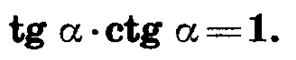 tg α · ctg α = 1.